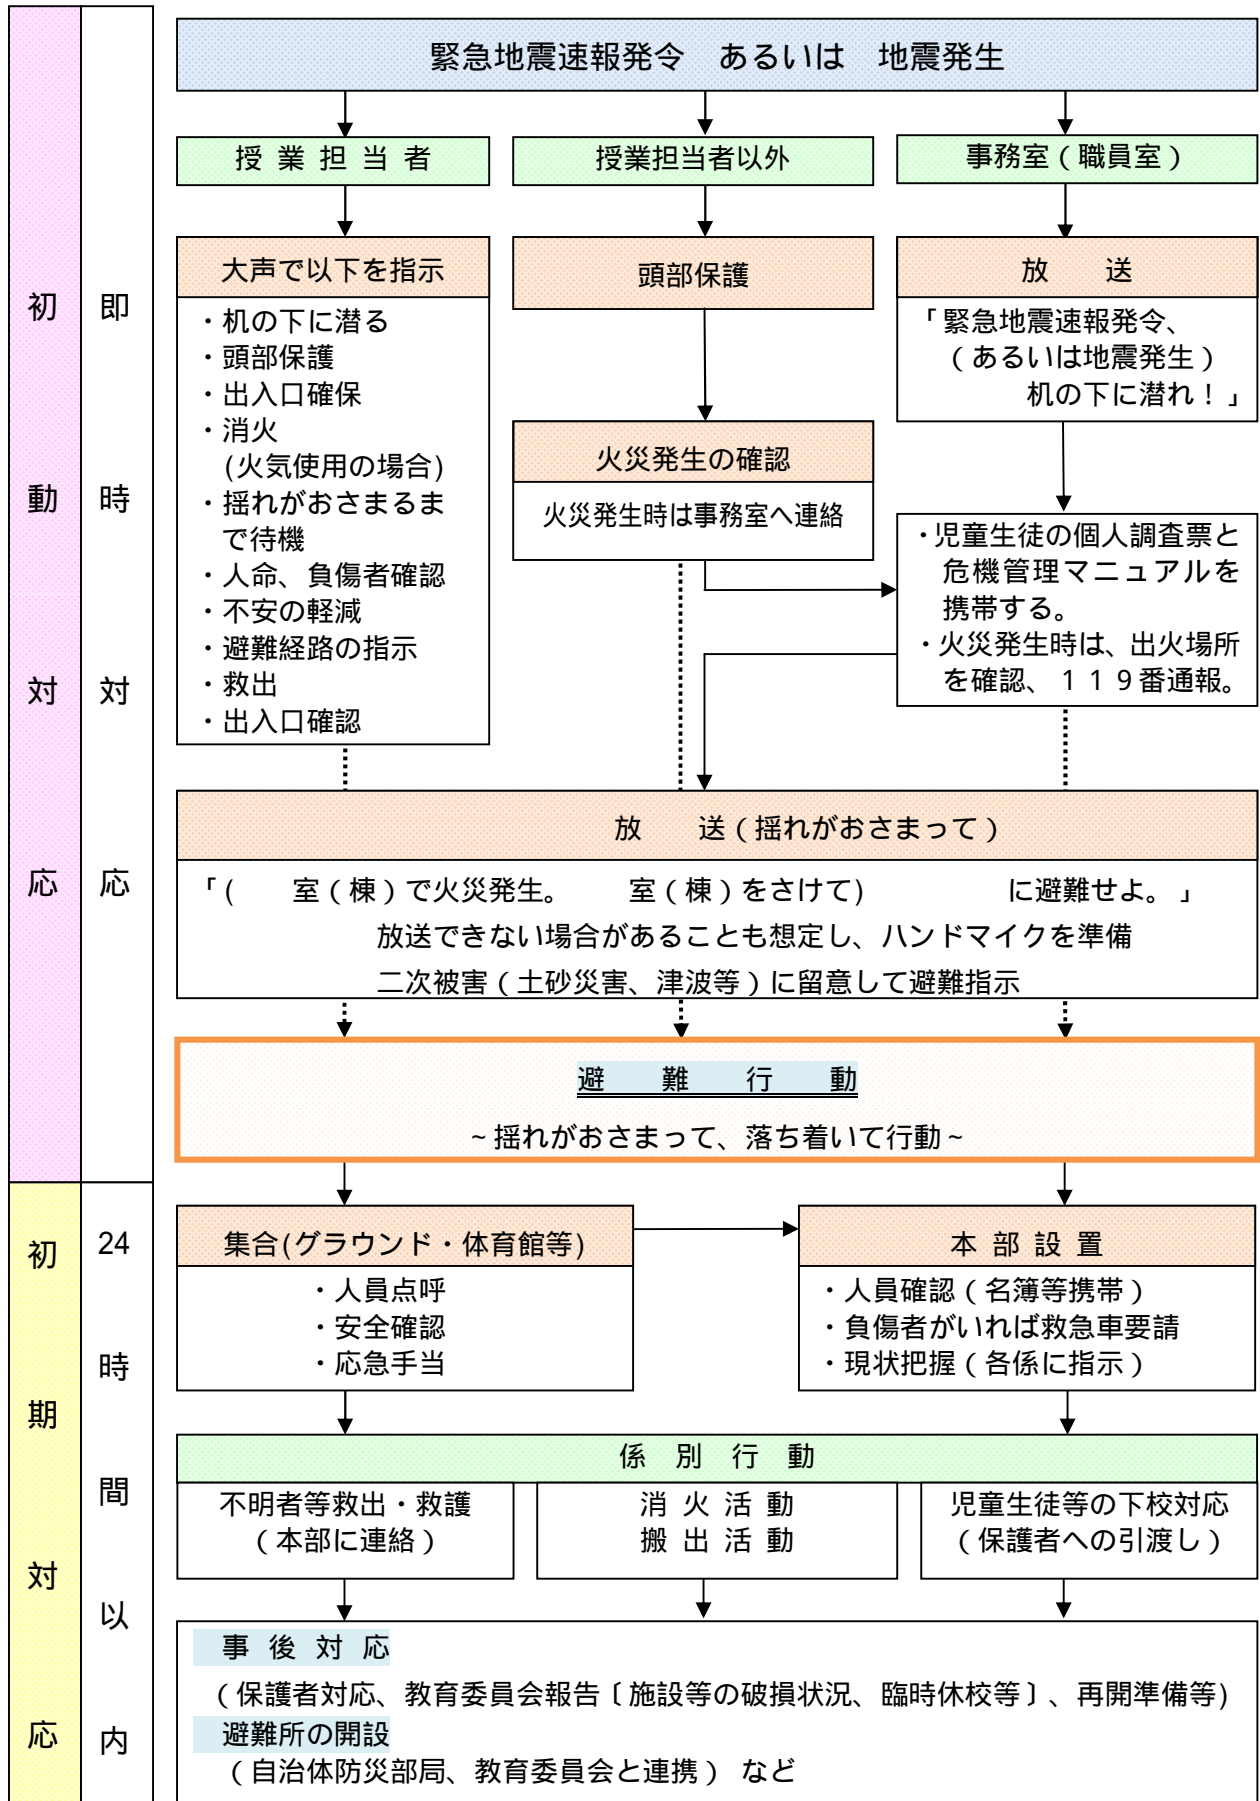 初動対応
即時対応
緊急地震速報発令　あるいは　地震発生
授業担当者
授業担当者以外
事務室（職員室）
大声で以下を指示
・机の下に潜る
・頭部保護
・出入口確保
・消火
(火気使用の場合)
・揺れがおさまるま
で待機
・人命、負傷者確認
・不安の軽減
・避難経路の指示
・救出
・出入口確認
頭部保護
火災発生の確認
火災発生時は事務室へ連絡
放　　送
「緊急地震速報発令、
（あるいは地震発生）
机の下に潜れ！」
・児童生徒の個人調査票と
危機管理マニュアルを
携帯する。
・火災発生時は、出火場所
を確認、１１９番通報。
放　　送（揺れがおさまって）
「(　　室（棟）で火災発生。　　室（棟）をさけて)　　　　　に避難せよ。」
放送できない場合があることも想定し、ハンドマイクを準備
二次被害（土砂災害、津波等）に留意して避難指示
避　難　行　動
~揺れがおさまって、落ち着いて行動~
初期対応
24時間以内
集合(グラウンド・体育館等)
・人員点呼
・安全確認
・応急手当
本部設置
・人員確認（名簿等携帯）
・負傷者がいれば救急車要請
・現状把握（各係に指示）
係　別　行　動
不明者等救出・救護
（本部に連絡）
消火活動
搬出活動
児童生徒等の下校対応
（保護者への引渡し）
事後対応
（保護者対応、教育委員会報告〔施設等の破損状況、臨時休校等〕、再開準備等)
避難所の開設
（自治体防災部局、教育委員会と連携） など